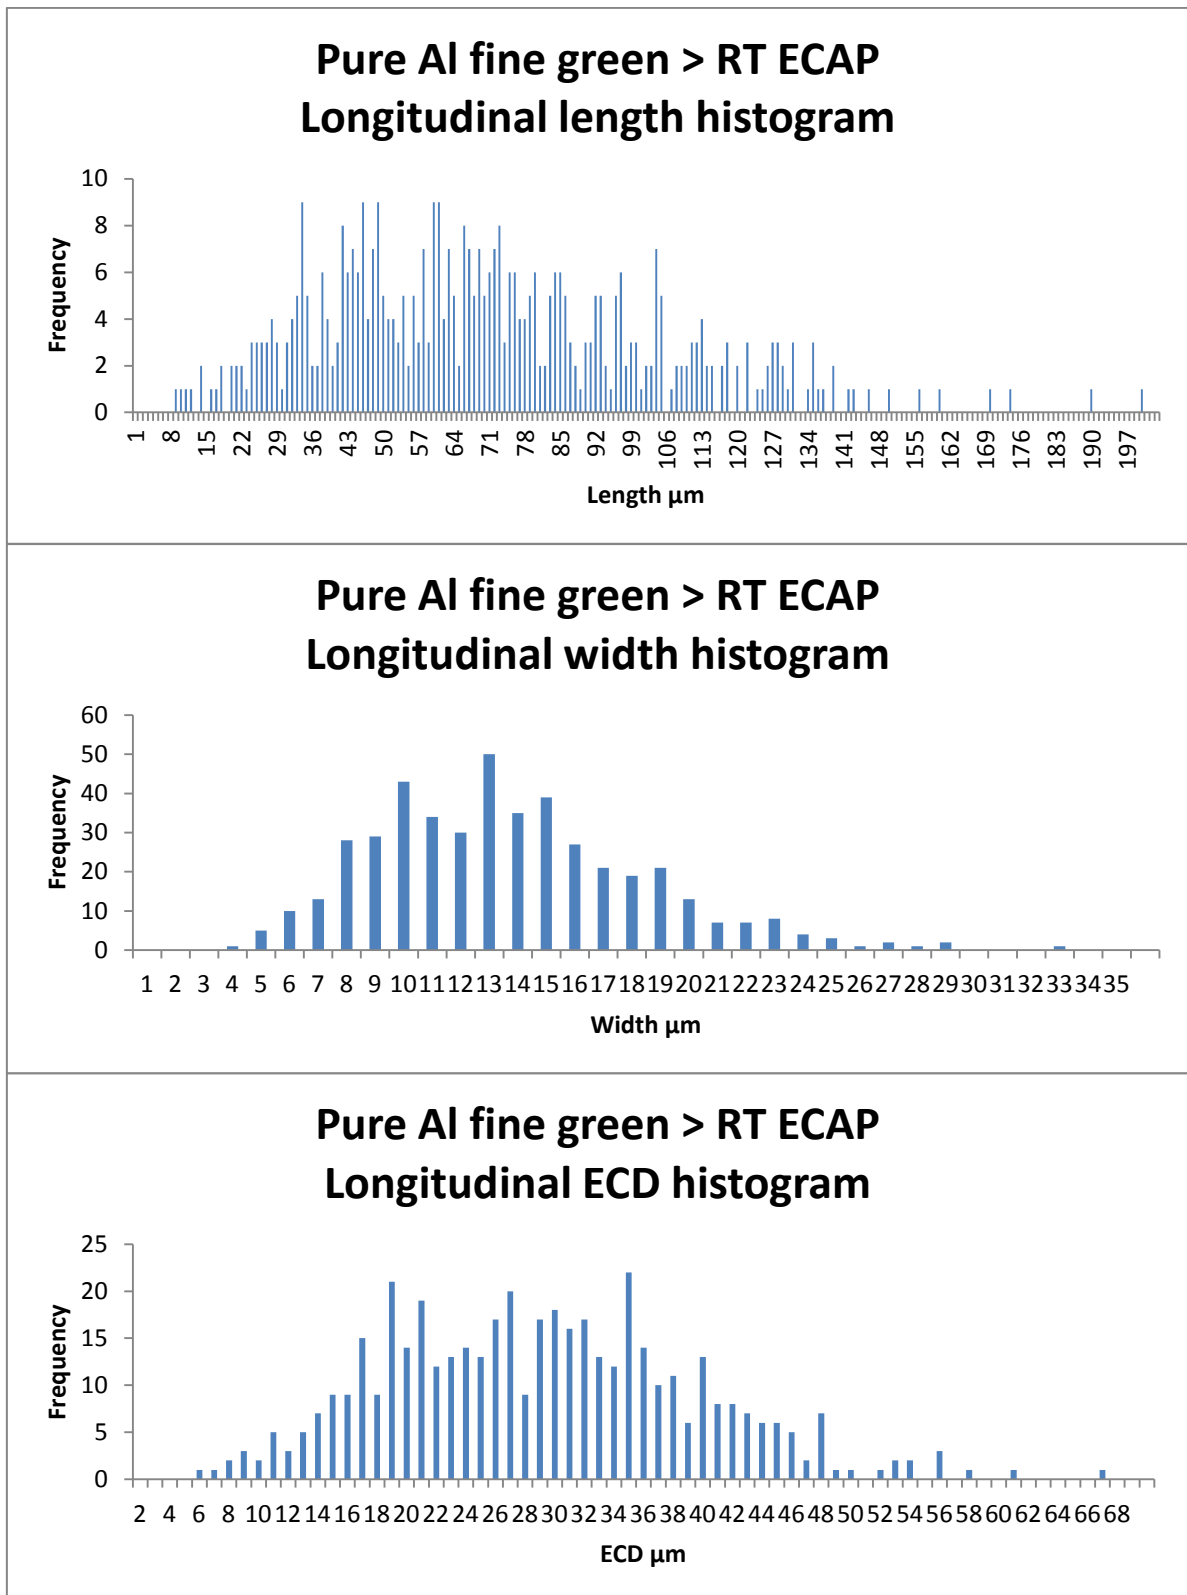 Pure Al fine green > RT ECAP
Longitudinal length histogram
10
8
6
4
2
0
Frequency
1 8 15 22 29 36 43 50 57 64 71 78 85 92 99 106 113 120 127 134 141 148 155 162 169 176 183 190 197
Length µm
Pure Al fine green > RT ECAP
Longitudinal width histogram
60
50
40
30
20
10
0
Frequency
1 2 3 4 5 6 7 8 9 10 11 12 13 14 15 16 17 18 19 20 21 22 23 24 25 26 27 28 29 30 31 32 33 34 35
Width µm
Pure Al fine green > RT ECAP
Longitudinal ECD histogram
25
20
15
10
5
0
Frequency
2 4 6 8 10 12 14 16 18 20 22 24 26 28 30 32 34 36 38 40 42 44 46 48 50 52 54 56 58 60 62 64 66 68
ECD µm